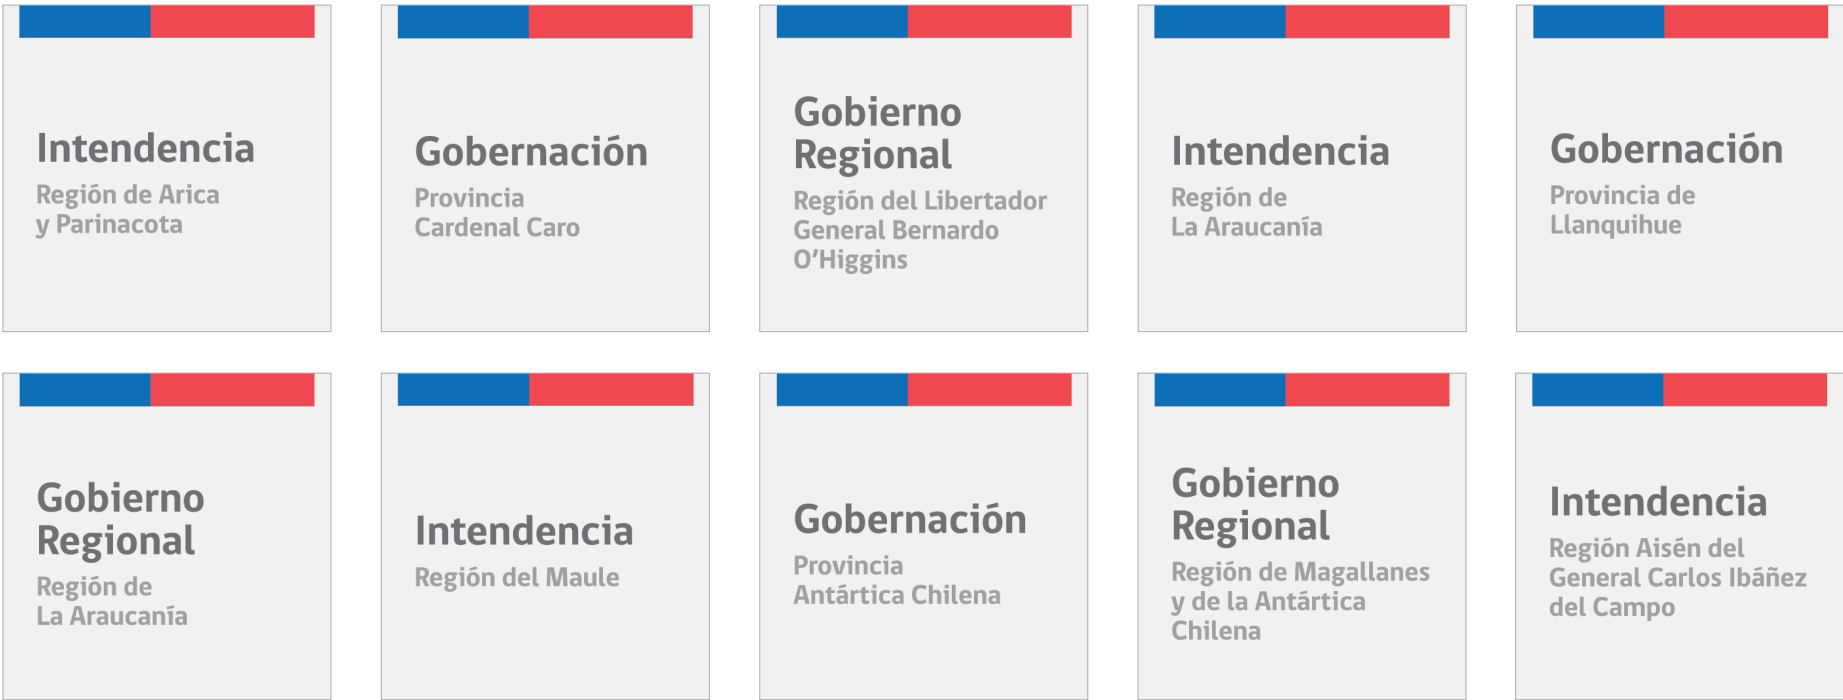 Intendencia
Región de Arica
y Parinacota
Gobernación
Provincia
Cardenal Caro
Gobierno
Regional
Región del Libertador
General Bernardo
O’Higgins
Intendencia
Región de
La Araucanía
Gobernación
Provincia de
Llanquihue
Gobierno
Regional
Región de
La Araucanía
Intendencia
Región del Maule
Gobernación
Provincia
Antártica Chilena
Gobierno
Regional
Región de Magallanes
y de la Antártica
Chilena
Intendencia
Región Aisén del
General Carlos Ibáñez
del Campo